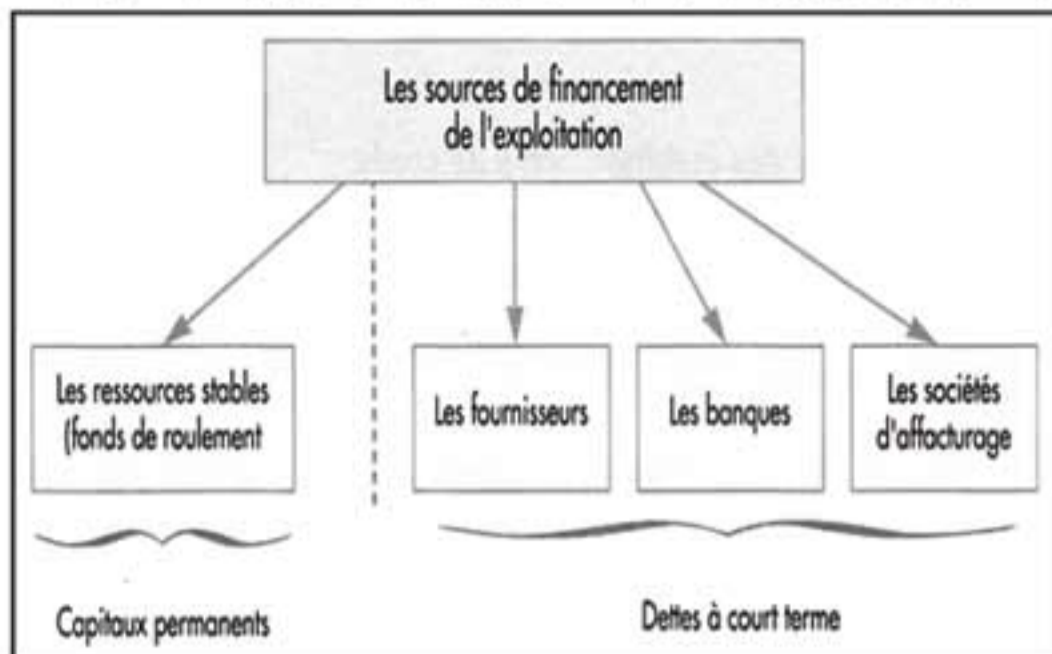 Les sources de financement
de l'exploitation
Les ressources stables
(fonds de roulement
Les fournisseurs
Les banques
Les sociétés
d'affacturage
Capitaux permanents
Dettes à court terme